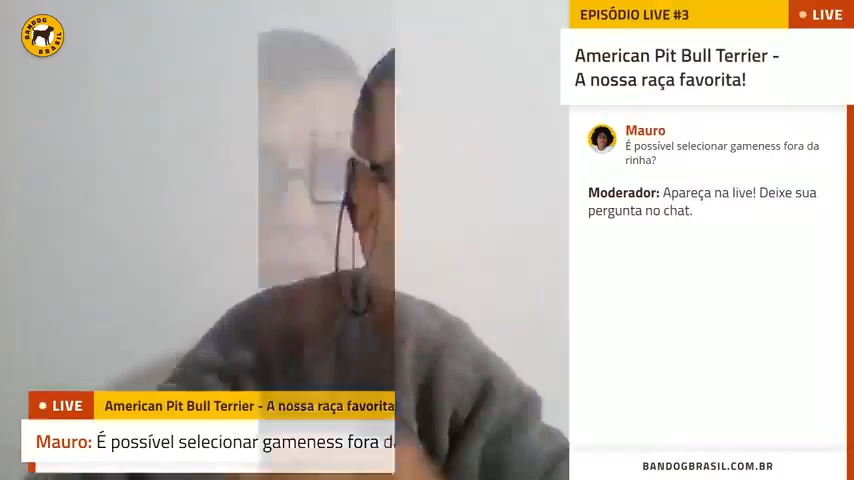 BANDOG
BRASIL
EPISÓDIO LIVE #3
LIVE
American Pit Bull Terrier -
A nossa raça favorita!
Mauro
É possível selecionar gameness fora da
rinha?
Moderador: Apareça na live! Deixe sua
pergunta no chat.
LIVE
American Pit Bull Terrier - A nossa raça favorita
Mauro: É possível selecionar gameness fora d
BANDOGBRASIL.COM.BR